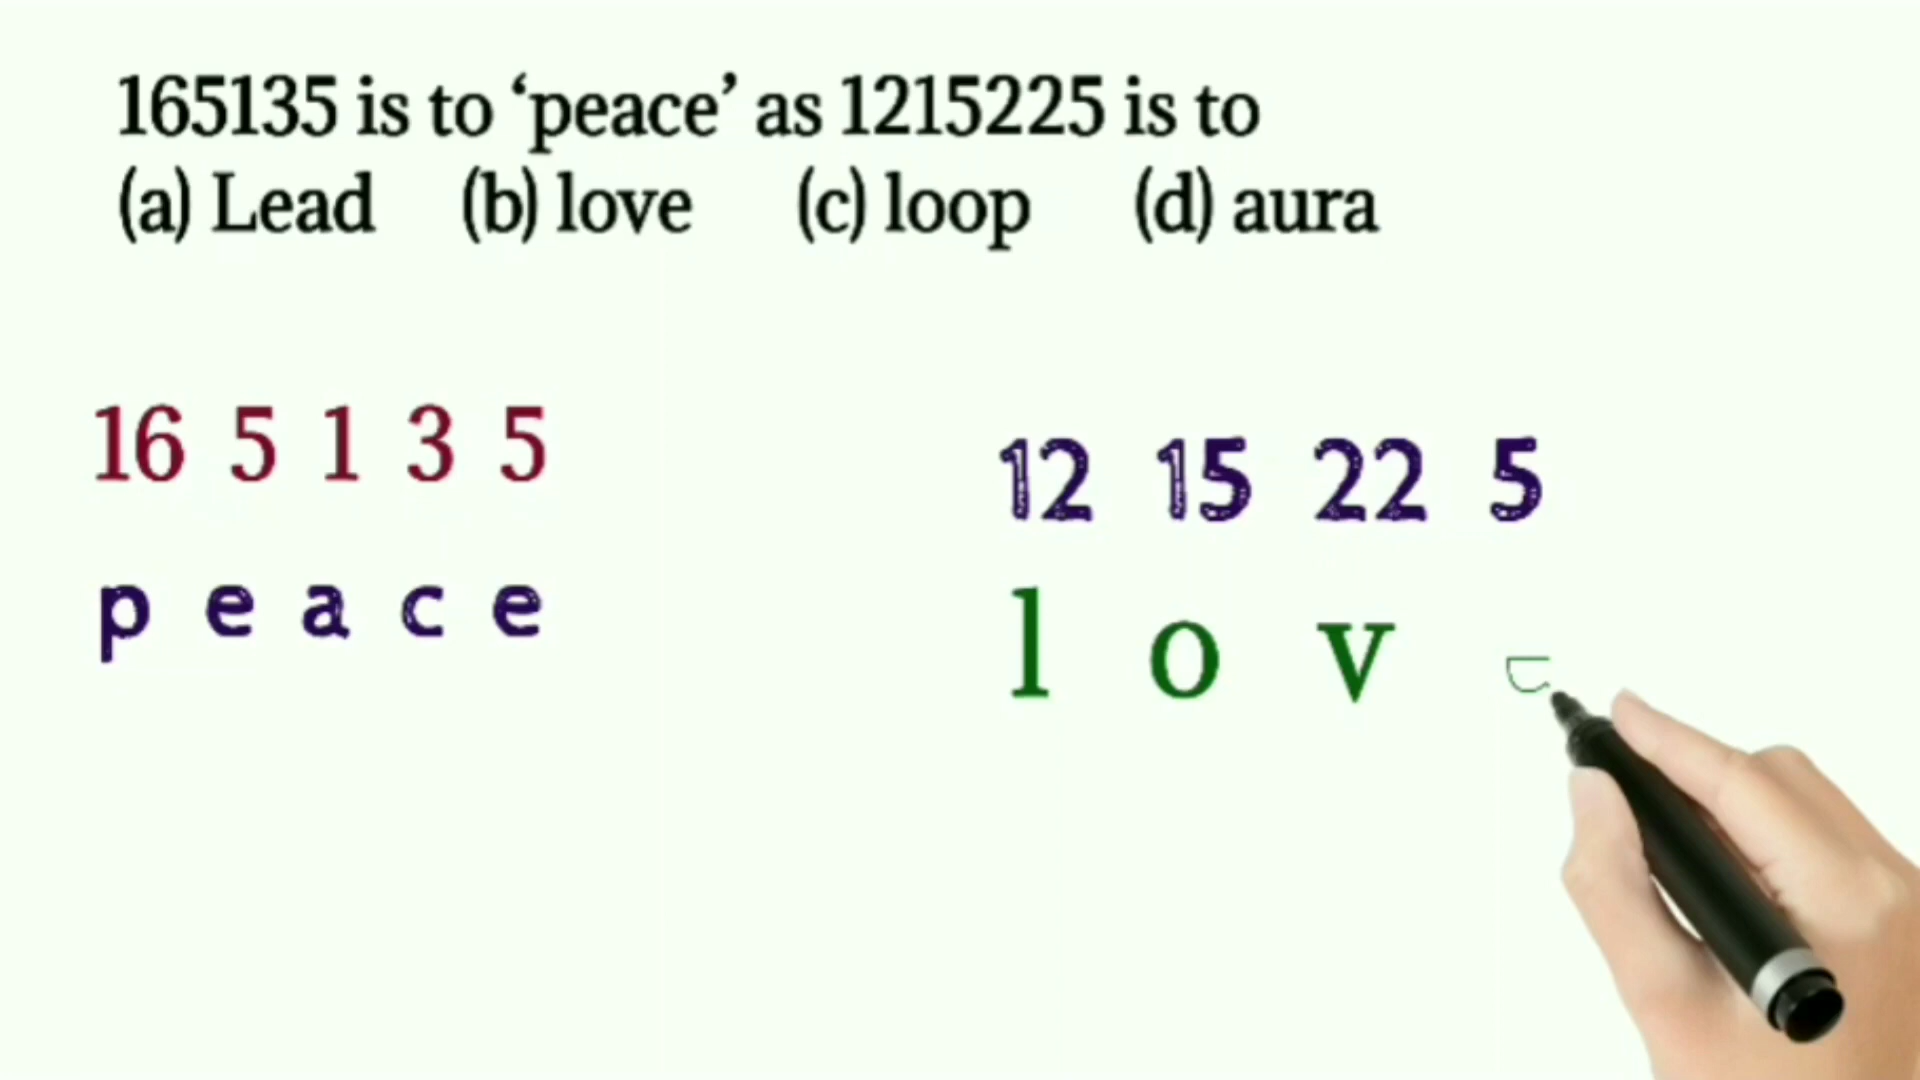 165135 is to ‘peace’ as 1215225 is to
(a) Lead (b) love (c) loop (d) aura
16 5 1 3 5
p e a c e
12 15 22 5
l o v